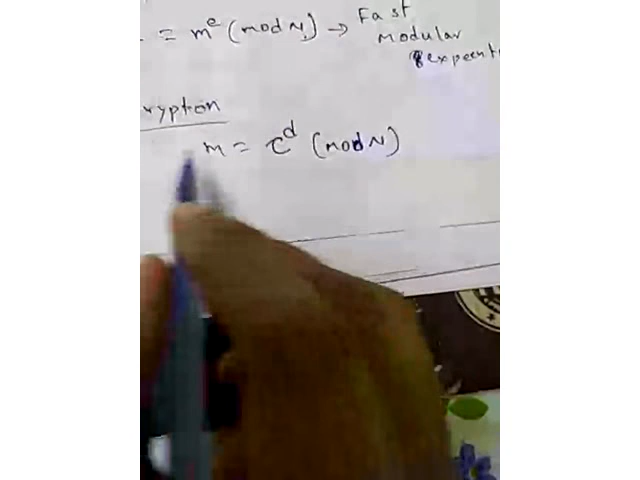 = m^e (mod N) → Fast
Modular
ryption
m = c^d (mod N)